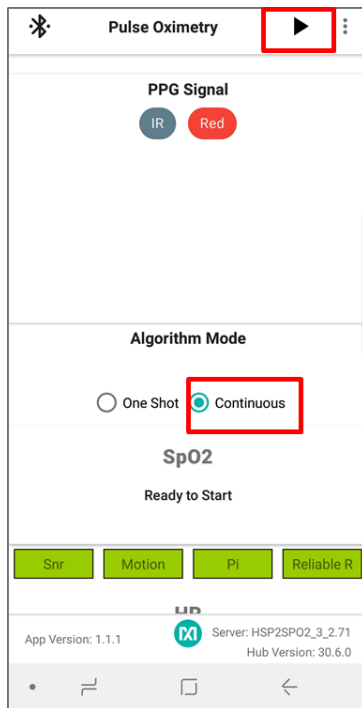 Pulse Oximetry
PPG Signal
IR Red
Algorithm Mode
One Shot Continuous
SpO2
Ready to Start
Snr Motion Pi Reliable R
HR
App Version: 1.1.1
Server: HSP2SPO2_3_2.71
Hub Version: 30.6.0